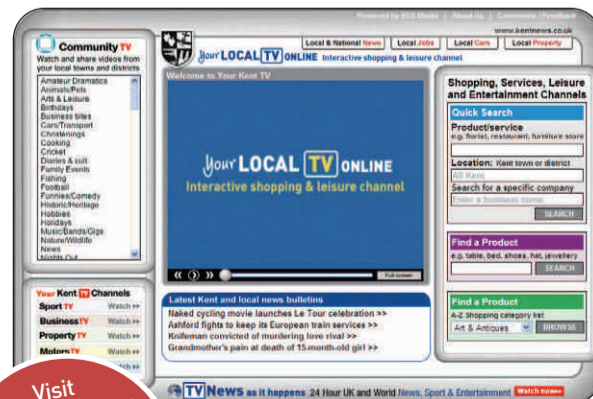 Powered by KOS Media | About Us | Comments / Feedback
www.kentnews.co.uk
Community TV
Watch and share videos from
your local towns and districts
Amateur Dramatics
Animals/Pets
Arts & Leisure
Birthdays
Business bites
Cars/Transport
Christenings
Cooking
Cricket
Diaries & cult
Family Events
Fishing
Football
Funnies/Comedy
Historic/Heritage
Hobbies
Holidays
Music/Bands/Gigs
Nature/Wildlife
News
Nights Out
Your Kent TV Channels
Sport TV Watch >>
Business TV Watch >>
Property TV Watch >>
Motors TV Watch >>
Watch >>
Visit
Local & National News
Local Jobs
Local Cars
Local Property
Your LOCAL TV ONLINE Interactive shopping & leisure channel
Welcome to Your Kent TV
Your LOCAL TV ONLINE
Interactive shopping & leisure channel
Full screen
Latest Kent and local news bulletins
Naked cycling movie launches Le Tour celebration >>
Ashford fights to keep its European train services >>
Knifeman convicted of murdering love rival >>
Grandmother's pain at death of 15-month-old girl >>
TV News as it happens 24 Hour UK and World News, Sport & Entertainment Watch now>>
Shopping, Services, Leisure
and Entertainment Channels
Quick Search
Product/service
e.g. florist, restaurant, furniture store
Location: Kent town or district
All Kent
Search for a specific company
Enter a business name
SEARCH
Find a Product
e.g. table, bed, shoes, hat, jewellery
SEARCH
Find a Product
A-Z Shopping category list
Art & Antiques
BROWSE